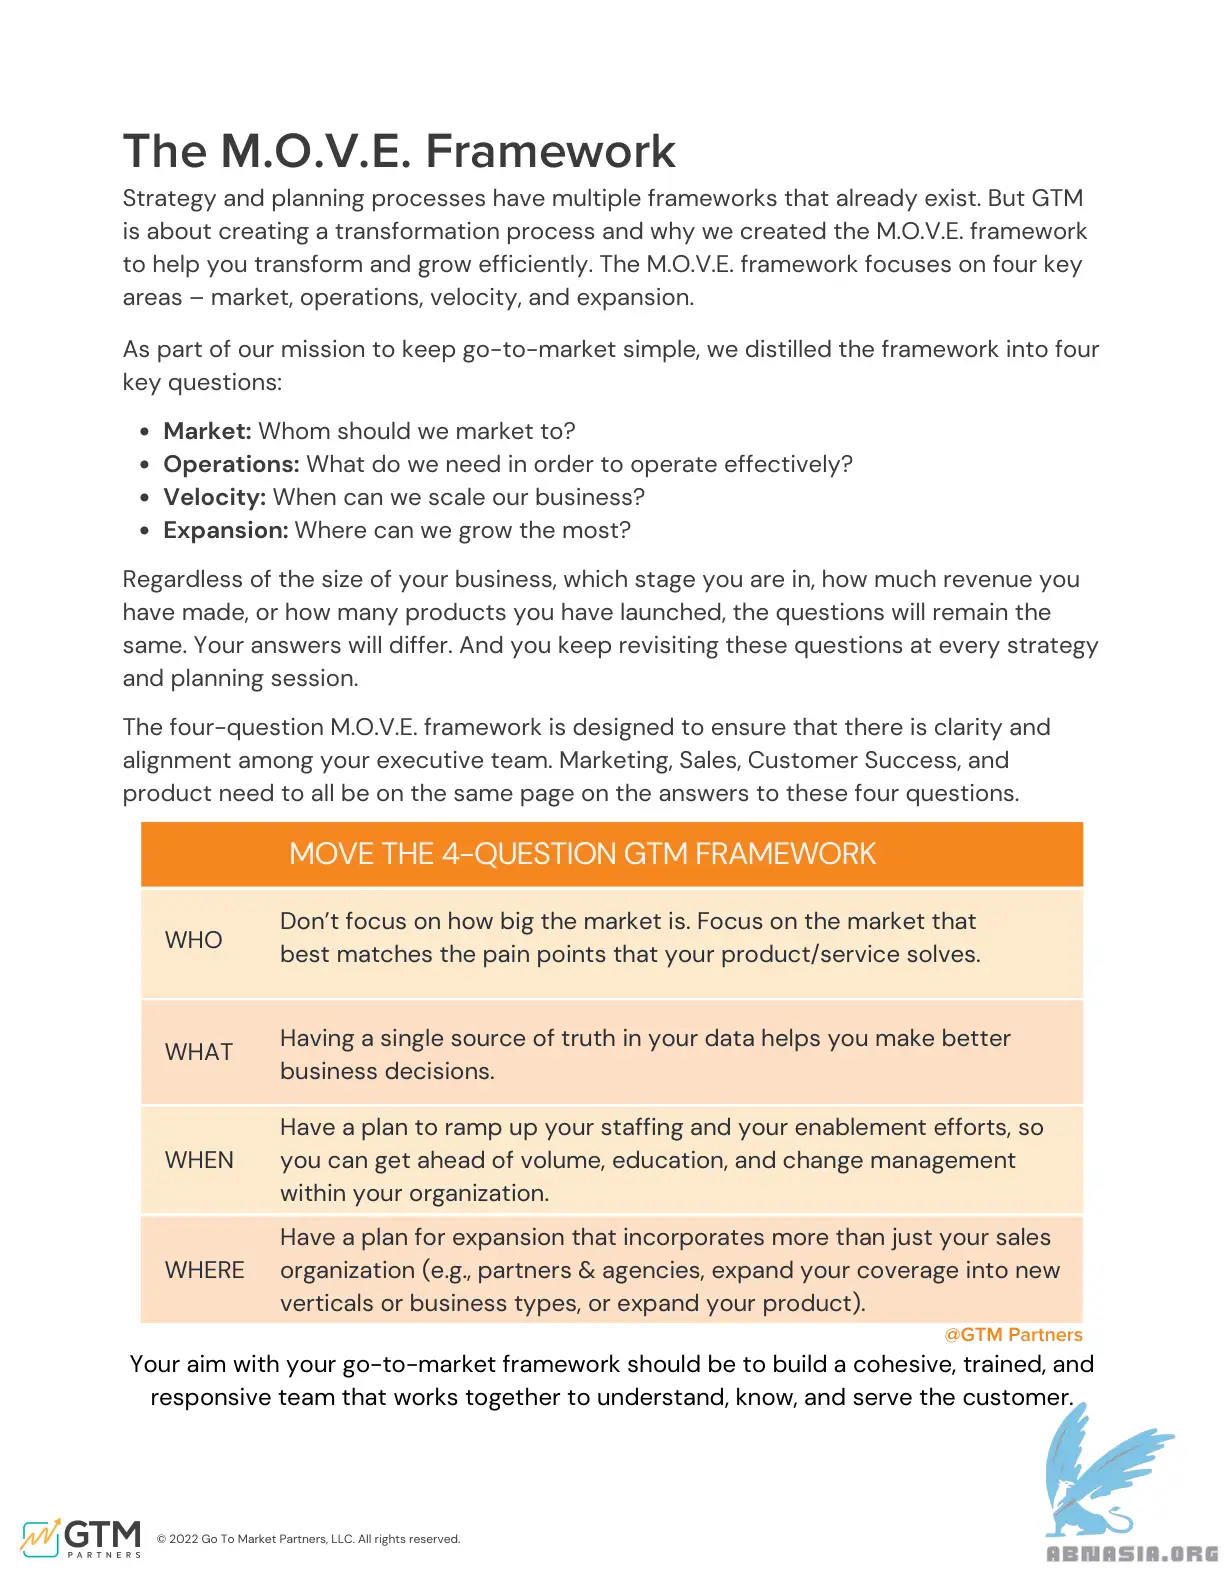 The M.O.V.E. Framework
Strategy and planning processes have multiple frameworks that already exist. But GTM
is about creating a transformation process and why we created the M.O.V.E. framework
to help you transform and grow efficiently. The M.O.V.E. framework focuses on four key
areas – market, operations, velocity, and expansion.
As part of our mission to keep go-to-market simple, we distilled the framework into four
key questions:
• Market: Whom should we market to?
• Operations: What do we need in order to operate effectively?
• Velocity: When can we scale our business?
• Expansion: Where can we grow the most?
Regardless of the size of your business, which stage you are in, how much revenue you
have made, or how many products you have launched, the questions will remain the
same. Your answers will differ. And you keep revisiting these questions at every strategy
and planning session.
The four-question M.O.V.E. framework is designed to ensure that there is clarity and
alignment among your executive team. Marketing, Sales, Customer Success, and
product need to all be on the same page on the answers to these four questions.
MOVE THE 4-QUESTION GTM FRAMEWORK
WHO
Don't focus on how big the market is. Focus on the market that
best matches the pain points that your product/service solves.
WHAT
Having a single source of truth in your data helps you make better
business decisions.
WHEN
Have a plan to ramp up your staffing and your enablement efforts, so
you can get ahead of volume, education, and change management
within your organization.
WHERE
Have a plan for expansion that incorporates more than just your sales
organization (e.g., partners & agencies, expand your coverage into new
verticals or business types, or expand your product).
@GTM Partners
Your aim with your go-to-market framework should be to build a cohesive, trained, and
responsive team that works together to understand, know, and serve the customer.
GTM
PARTNERS
© 2022 Go To Market Partners, LLC. All rights reserved.
ABNASIA.ORG